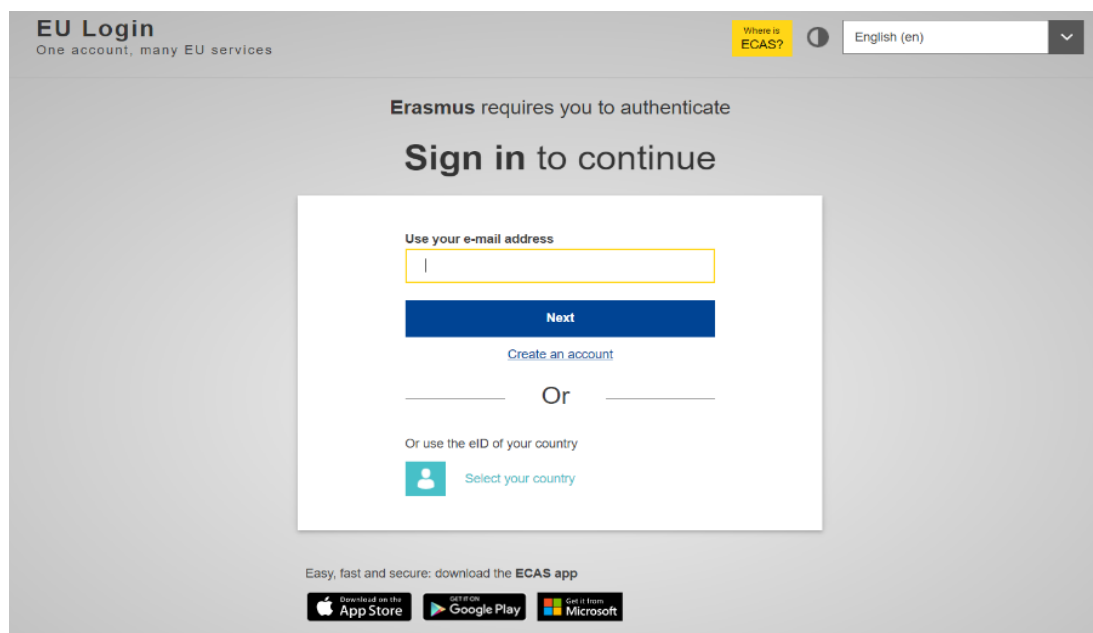 EU Login
One account, many EU services
Where is
ECAS?
English (en)
Erasmus requires you to authenticate
Sign in to continue
Use your e-mail address
Next
Create an account
Or
Or use the eID of your country
Select your country
Easy, fast and secure: download the ECAS app
Download on the
App Store
GET IT ON
Google Play
Get it from
Microsoft